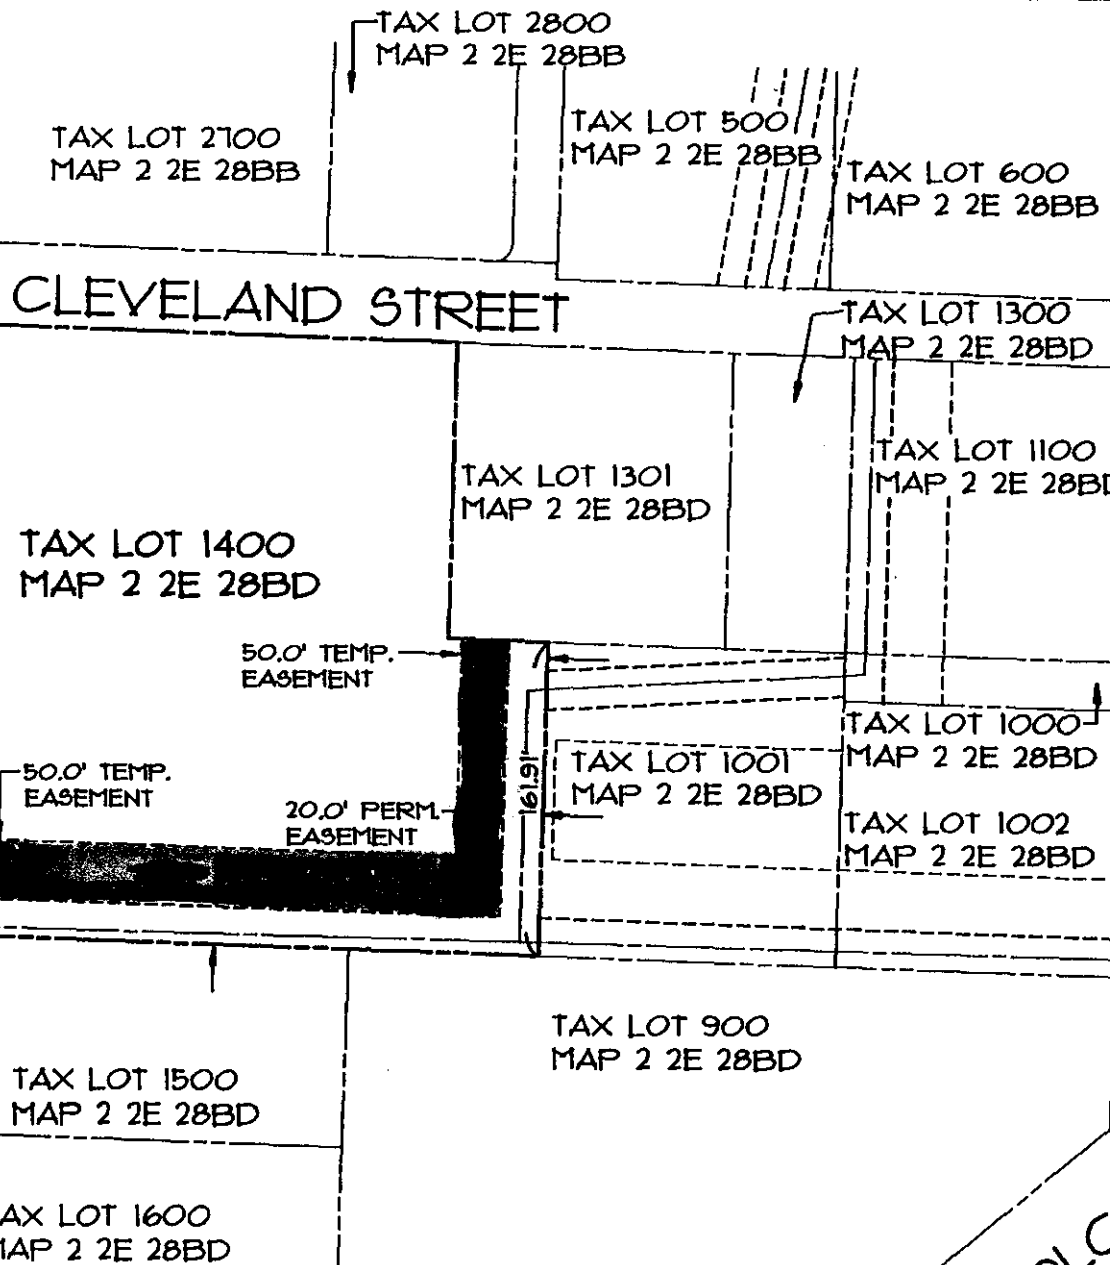 TAX LOT 2800
MAP 2 2E 28BB
TAX LOT 2700
MAP 2 2E 28BB
TAX LOT 500
MAP 2 2E 28BB
TAX LOT 600
MAP 2 2E 28BB
CLEVELAND STREET
TAX LOT 1300
MAP 2 2E 28BD
TAX LOT 1301
MAP 2 2E 28BD
TAX LOT 1100
MAP 2 2E 28BD
TAX LOT 1400
MAP 2 2E 28BD
50.0' TEMP.
EASEMENT
50.0' TEMP.
EASEMENT
20.0' PERM.
EASEMENT
161.91'
TAX LOT 1001
MAP 2 2E 28BD
TAX LOT 1000
MAP 2 2E 28BD
TAX LOT 1002
MAP 2 2E 28BD
TAX LOT 900
MAP 2 2E 28BD
TAX LOT 1500
MAP 2 2E 28BD
AX LOT 1600
MAP 2 2E 28BD